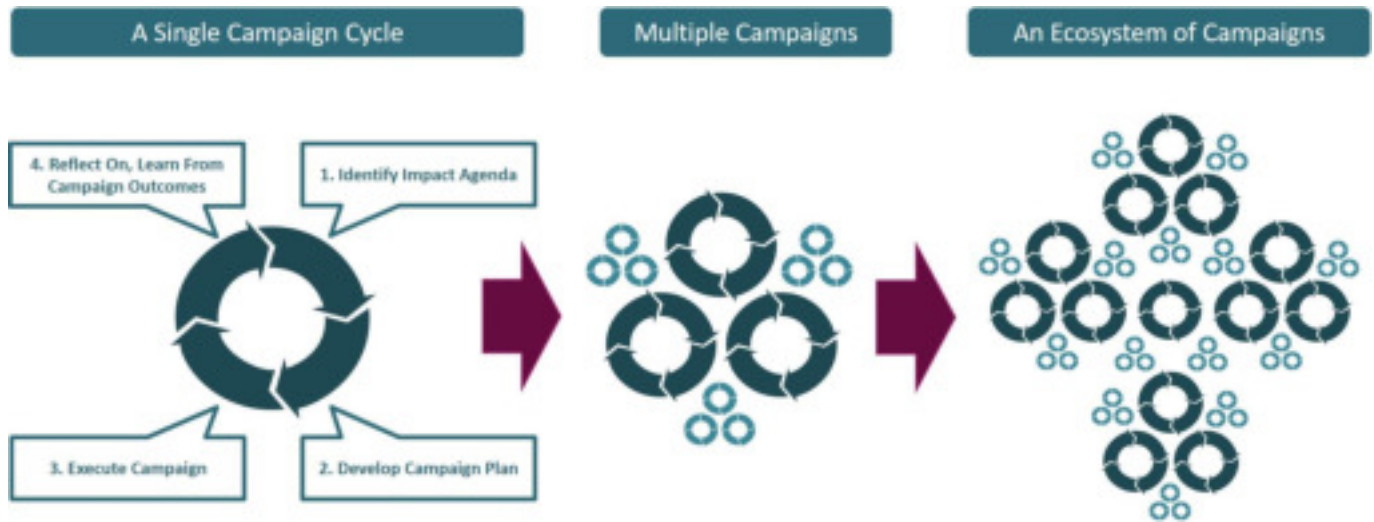 A Single Campaign Cycle
Multiple Campaigns
An Ecosystem of Campaigns
4. Reflect On, Learn From
Campaign Outcomes
1. Identify Impact Agenda
3. Execute Campaign
2. Develop Campaign Plan